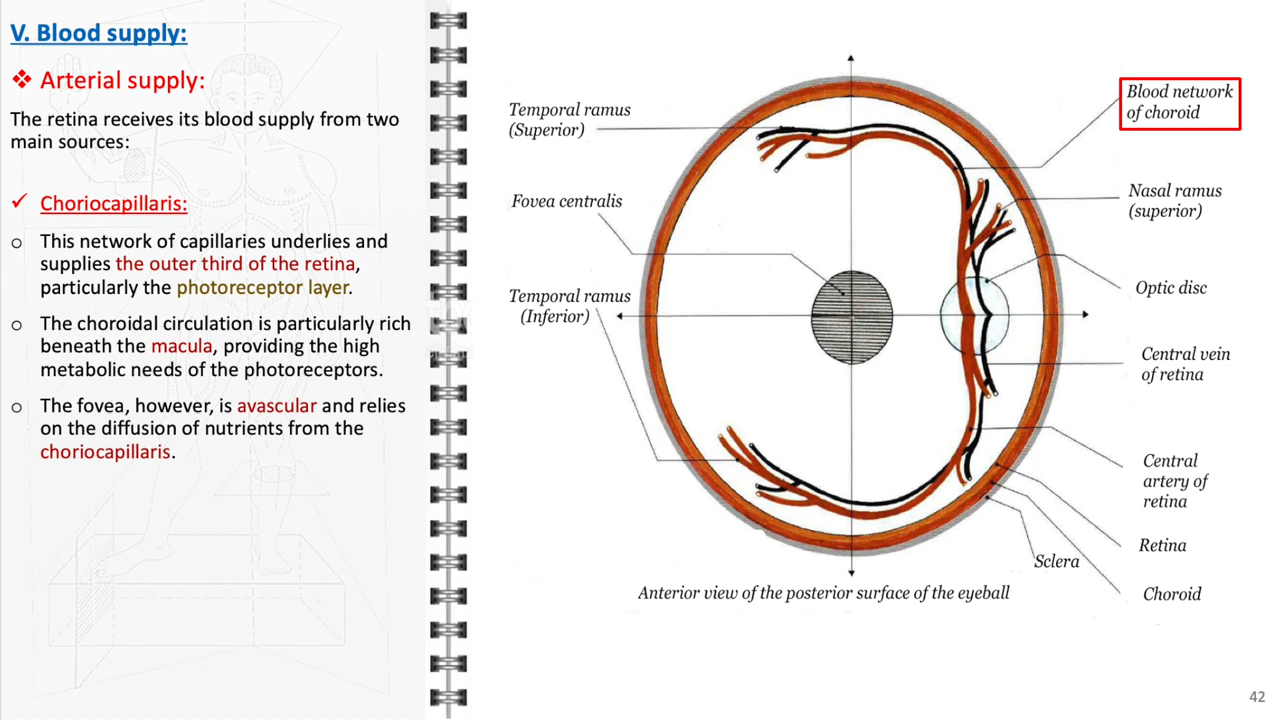 V. Blood supply:
❖ Arterial supply:
The retina receives its blood supply from two
main sources:
✓ Choriocapillaris:
o This network of capillaries underlies and
supplies the outer third of the retina,
particularly the photoreceptor layer.
o The choroidal circulation is particularly rich
beneath the macula, providing the high
metabolic needs of the photoreceptors.
o The fovea, however, is avascular and relies
on the diffusion of nutrients from the
choriocapillaris.
Temporal ramus
(Superior)
Fovea centralis
Temporal ramus
(Inferior)
Blood network
of choroid
Nasal ramus
(superior)
Optic disc
Central vein
of retina
Central
artery of
retina
Retina
Sclera
Choroid
Anterior view of the posterior surface of the eyeball
42